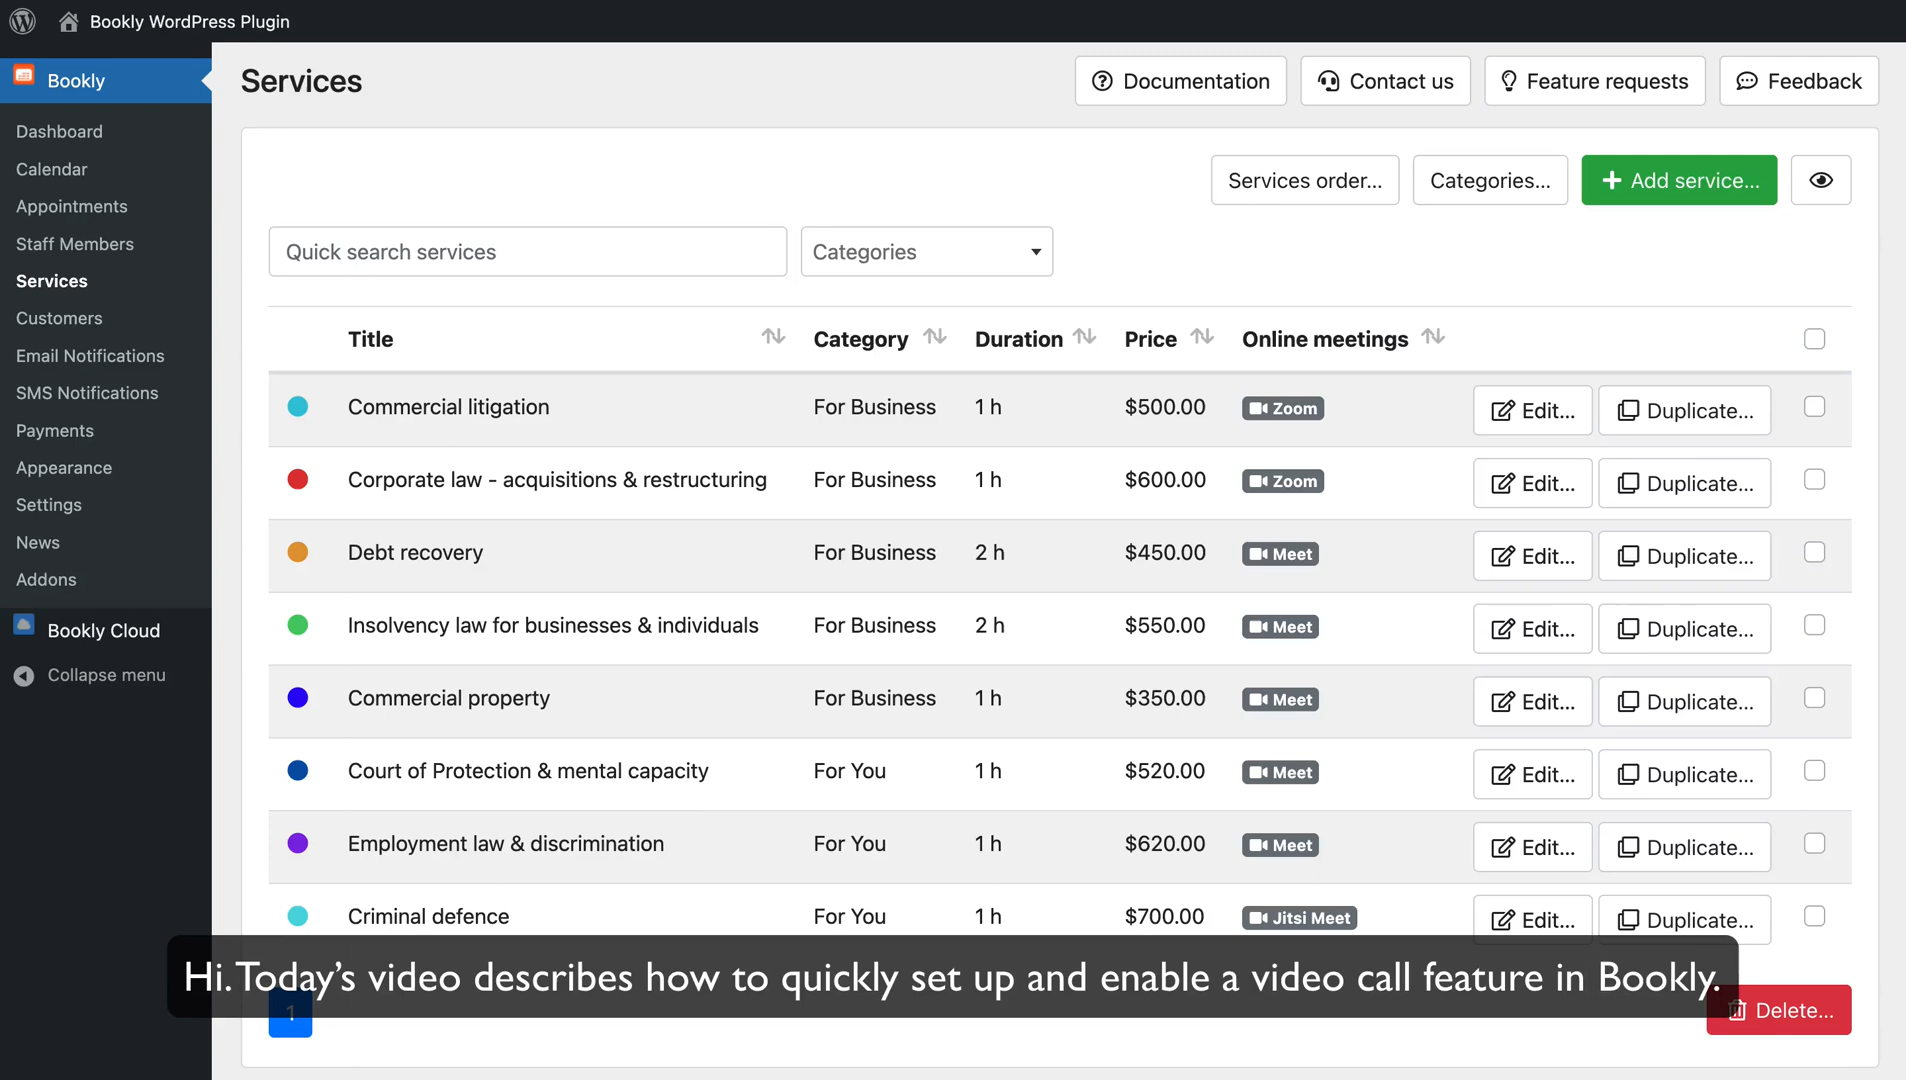 Bookly WordPress Plugin
Bookly
Dashboard
Calendar
Appointments
Staff Members
Services
Customers
Email Notifications
SMS Notifications
Payments
Appearance
Settings
News
Addons
Bookly Cloud
Collapse menu
Services
Documentation
Contact us
Feature requests
Feedback
Services order...
Categories...
+ Add service...
Quick search services
Categories
Title Category Duration Price Online meetings
Commercial litigation For Business 1 h $500.00 Zoom Edit... Duplicate...
Corporate law - acquisitions & restructuring For Business 1 h $600.00 Zoom Edit... Duplicate...
Debt recovery For Business 2 h $450.00 Meet Edit... Duplicate...
Insolvency law for businesses & individuals For Business 2 h $550.00 Meet Edit... Duplicate...
Commercial property For Business 1 h $350.00 Meet Edit... Duplicate...
Court of Protection & mental capacity For You 1 h $520.00 Meet Edit... Duplicate...
Employment law & discrimination For You 1 h $620.00 Meet Edit... Duplicate...
Criminal defence For You 1 h $700.00 Jitsi Meet Edit... Duplicate...
Hi. Today's video describes how to quickly set up and enable a video call feature in Bookly.
1
Delete...